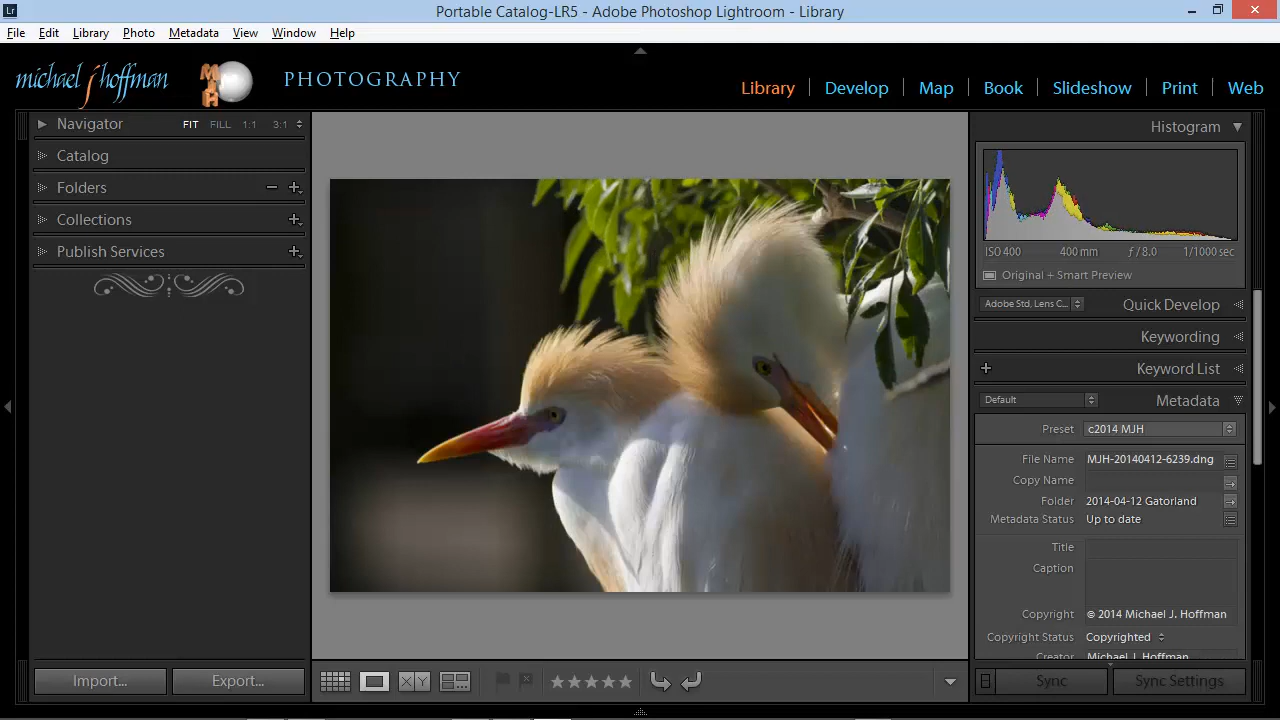 Lr Portable Catalog-LR5 - Adobe Photoshop Lightroom - Library
File Edit Library Photo Metadata View Window Help
michael j hoffman MJH PHOTOGRAPHY
Library Develop Map Book Slideshow Print Web
Navigator FIT FILL 1:1 3:1
Catalog
Folders
Collections
Publish Services
Histogram
ISO 400 400 mm ƒ / 8.0 1/1000 sec
Original + Smart Preview
Adobe Std, Lens C... Quick Develop
Keywording
Keyword List
Default Metadata
Preset c2014 MJH
File Name MJH-20140412-6239.dng
Copy Name
Folder 2014-04-12 Gatorland
Metadata Status Up to date
Title
Caption
Copyright © 2014 Michael J. Hoffman
Copyright Status Copyrighted
Creator Michael J. Hoffman
Import... Export... X Y Sync Sync Settings